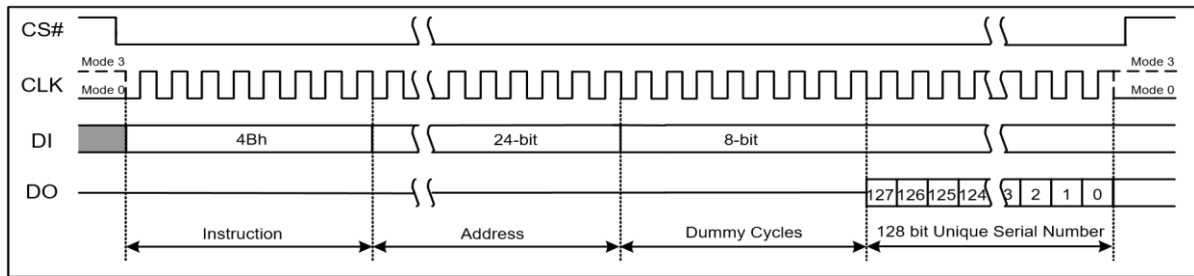 CS#
Mode 3
Mode 3
CLK
Mode 0
Mode 0
DI
4Bh
24-bit
8-bit
DO
127 126 125 124 3 2 1 0
Instruction
Address
Dummy Cycles
128 bit Unique Serial Number